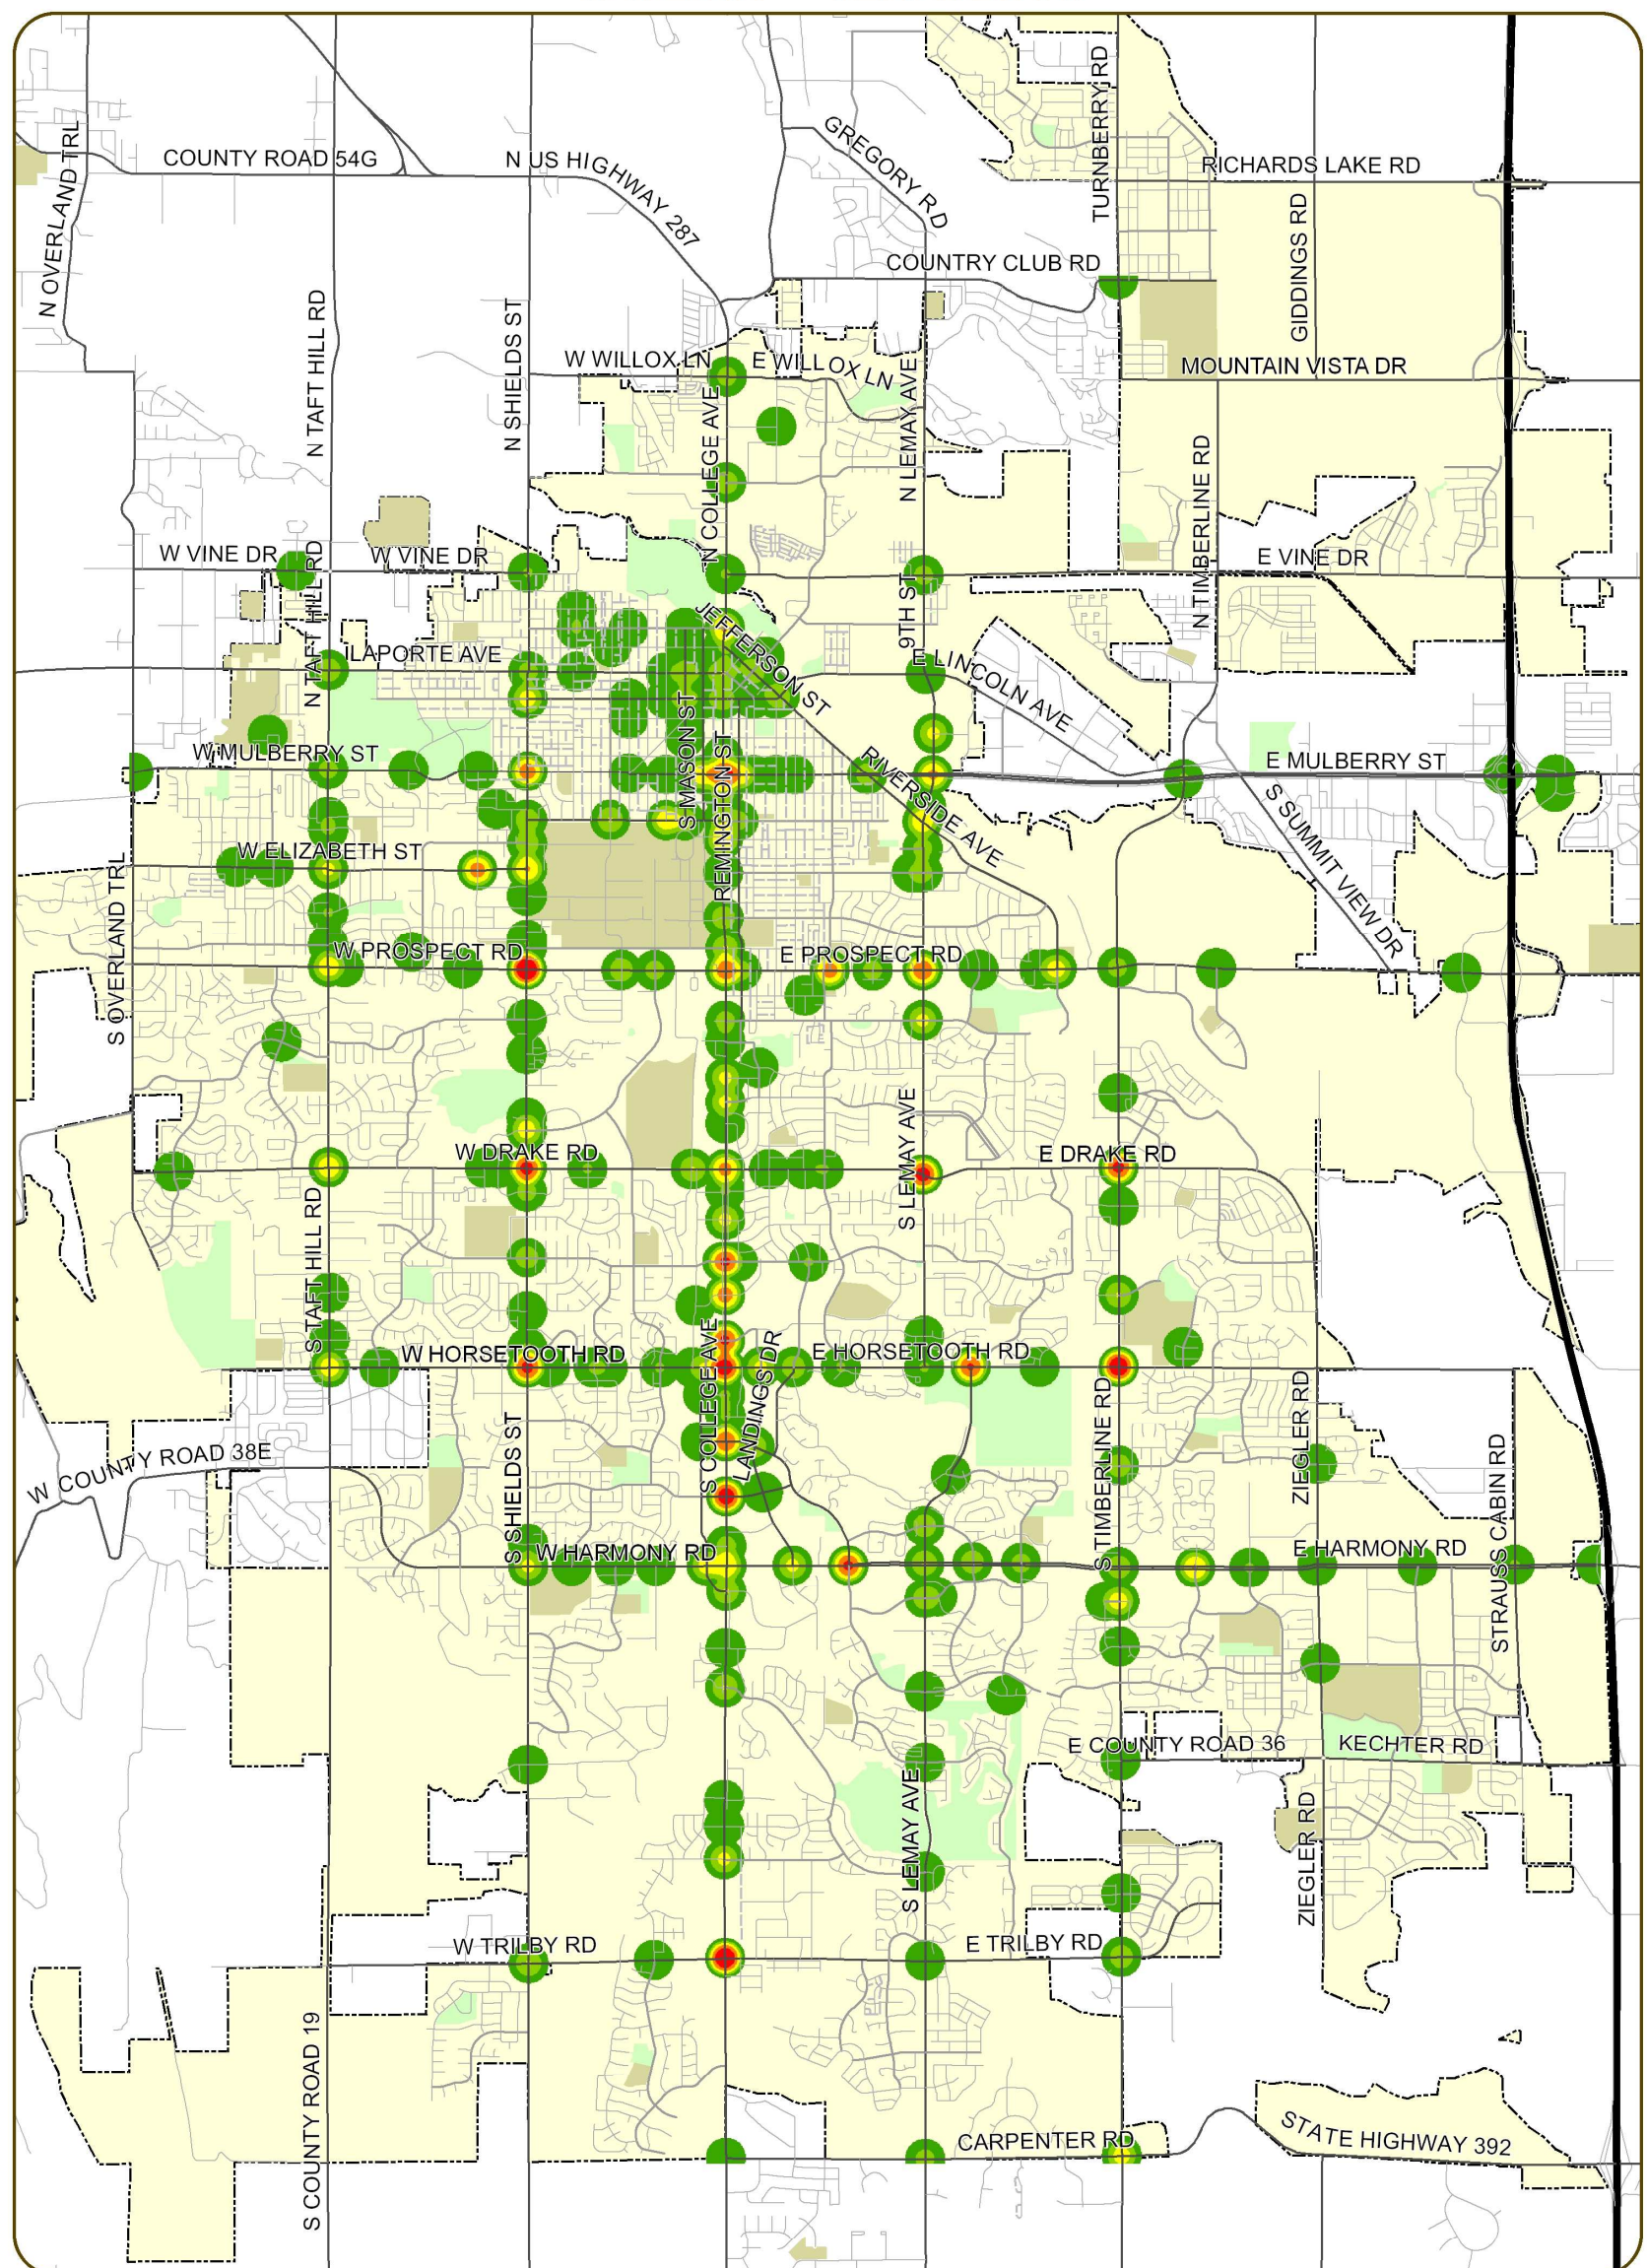 TURNBERRY RD
N OVERLAND TRL
COUNTY ROAD 54G
N US HIGHWAY 287
GREGORY RD
RICHARDS LAKE RD
GIDDINGS RD
COUNTRY CLUB RD
N TAFT HILL RD
N SHIELDS ST
W WILLOX LN
E WILLOX LN
N LEMAY AVE
MOUNTAIN VISTA DR
N COLLEGE AVE
N TIMBERLINE RD
W VINE DR
W VINE DR
E VINE DR
N TAFT HILL RD
JEFFERSON ST
9TH ST
LAPORTE AVE
E LINCOLN AVE
S MASON ST
W MULBERRY ST
REMINGTON ST
RIVERSIDE AVE
E MULBERRY ST
S SUMMIT VIEW DR
W ELIZABETH ST
S OVERLAND TRL
W PROSPECT RD
E PROSPECT RD
S LEMAY AVE
W DRAKE RD
E DRAKE RD
S TAFT HILL RD
S COLLEGE AVE
LANDINGS DR
W HORSETOOTH RD
E HORSETOOTH RD
S TIMBERLINE RD
ZIEGLER RD
W COUNTY ROAD 38E
S SHIELDS ST
STRAUSS CABIN RD
W HARMONY RD
E HARMONY RD
E COUNTY ROAD 36
KECHTER RD
S LEMAY AVE
ZIEGLER RD
W TRILBY RD
E TRILBY RD
S COUNTY ROAD 19
CARPENTER RD
STATE HIGHWAY 392